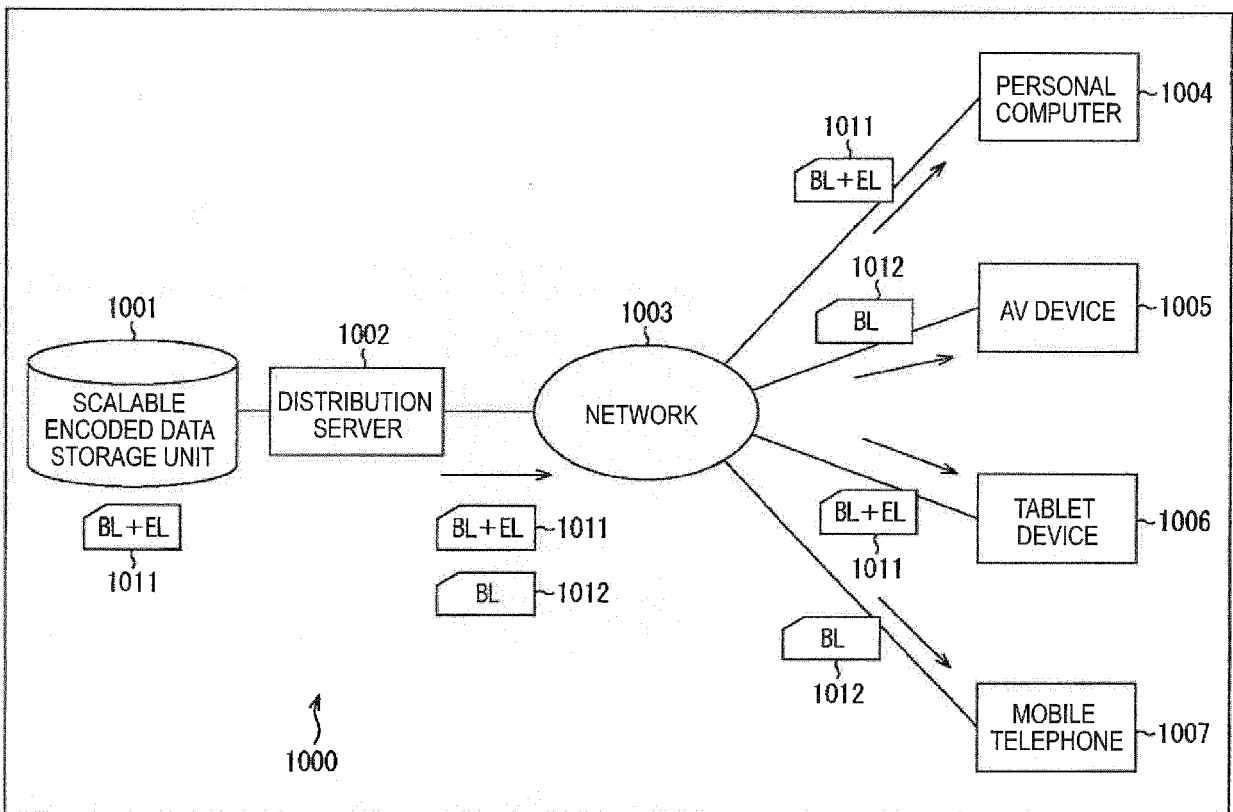 PERSONAL
COMPUTER
1004
1011
BL+EL
1012
BL
AV DEVICE
1005
1001
1002
1003
SCALABLE
ENCODED DATA
STORAGE UNIT
DISTRIBUTION
SERVER
NETWORK
BL+EL
1011
BL+EL
1011
BL
1012
BL+EL
1011
TABLET
DEVICE
1006
BL
1012
MOBILE
TELEPHONE
1007
1000